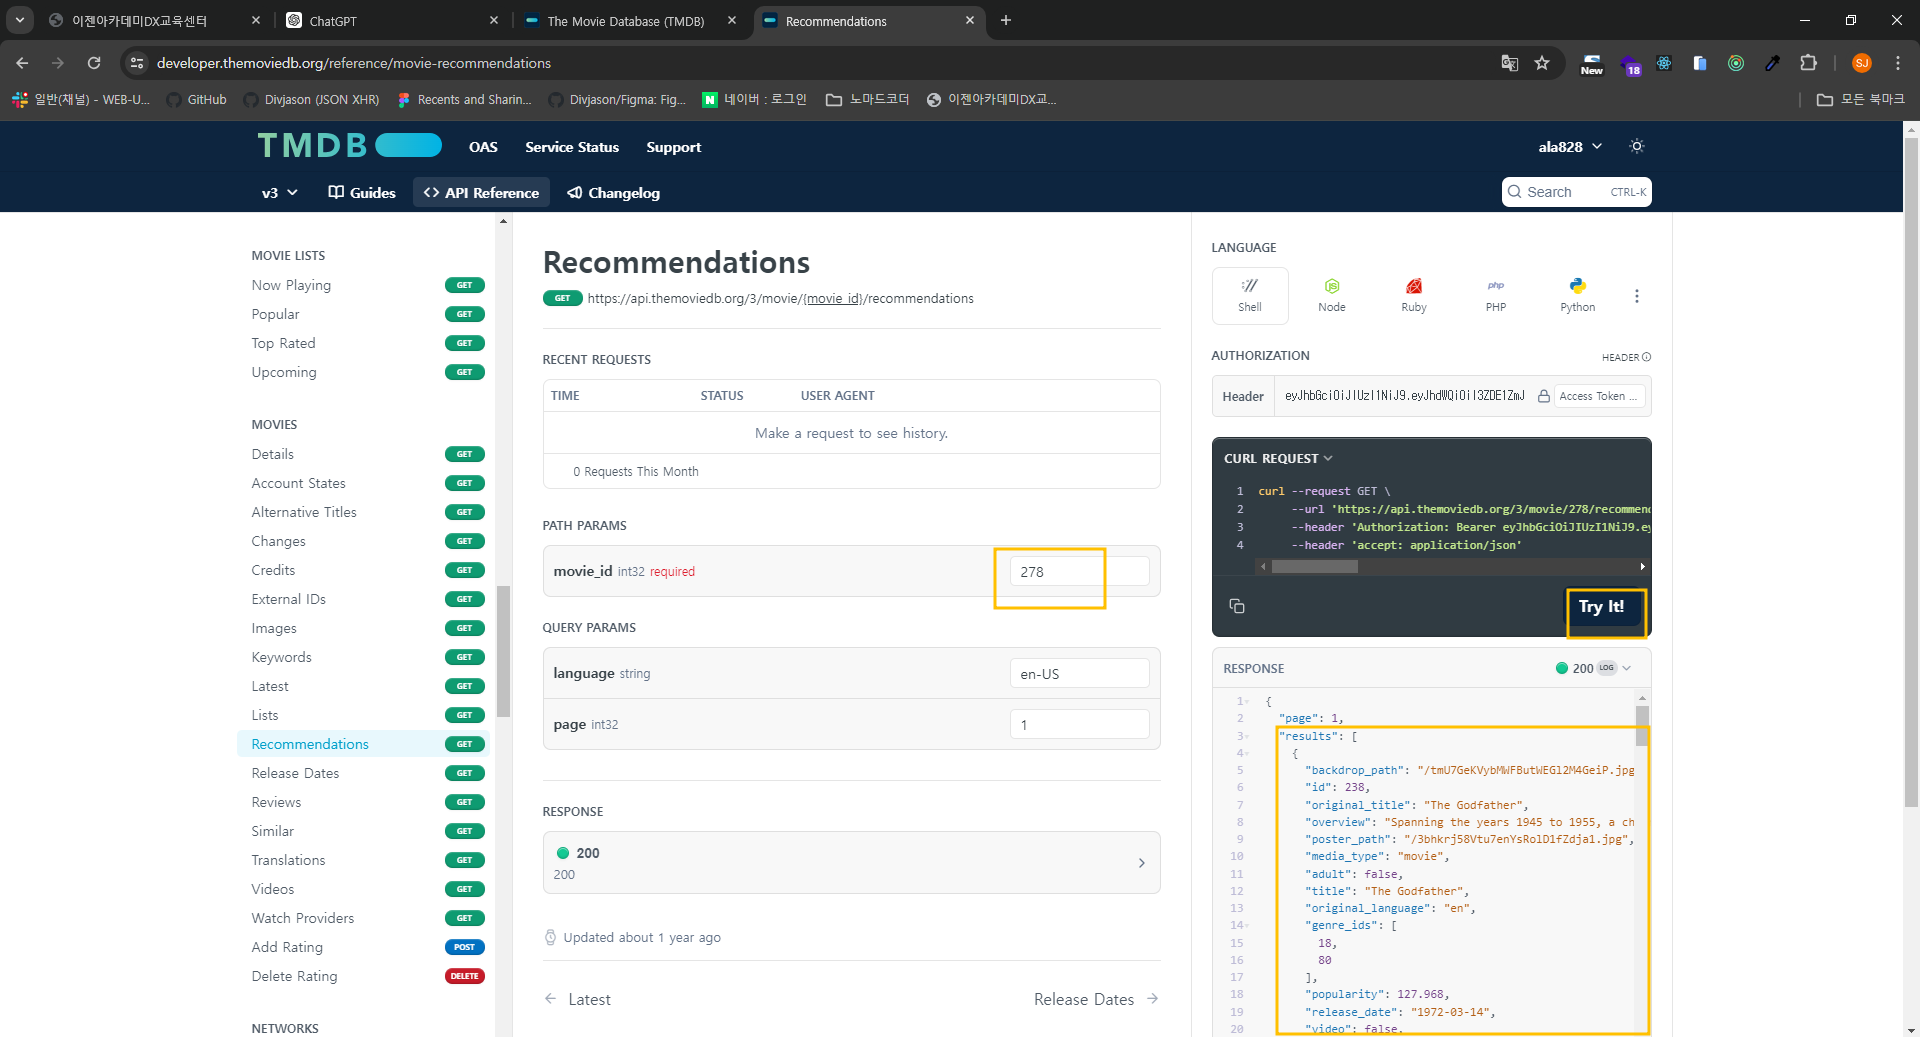 이젠아카데미DX교육센터
ChatGPT
The Movie Database (TMDB)
Recommendations
developer.themoviedb.org/reference/movie-recommendations
New
18
SJ
일반(채널) - WEB-U...
GitHub
Divjason (JSON XHR)
Recents and Sharin...
Divjason/Figma: Fig...
N 네이버 : 로그인
노마드코더
이젠아카데미DX교...
모든 북마크
TMDB
OAS
Service Status
Support
ala828
v3
Guides
<> API Reference
Changelog
Search CTRL-K
MOVIE LISTS
Now Playing GET
Popular GET
Top Rated GET
Upcoming GET
MOVIES
Details GET
Account States GET
Alternative Titles GET
Changes GET
Credits GET
External IDs GET
Images GET
Keywords GET
Latest GET
Lists GET
Recommendations GET
Release Dates GET
Reviews GET
Similar GET
Translations GET
Videos GET
Watch Providers GET
Add Rating POST
Delete Rating DELETE
NETWORKS
Recommendations
GET https://api.themoviedb.org/3/movie/{movie_id}/recommendations
RECENT REQUESTS
TIME STATUS USER AGENT
Make a request to see history.
0 Requests This Month
PATH PARAMS
movie_id int32 required 278
QUERY PARAMS
language string en-US
page int32 1
RESPONSE
200
200
Updated about 1 year ago
← Latest
Release Dates →
LANGUAGE
Shell
Node
Ruby
php
PHP
Python
AUTHORIZATION HEADER
Header eyJhbGciOiJIUzI1NiJ9.eyJhdWQiOiI3ZDE1ZmJ Access Token ...
CURL REQUEST
1 curl --request GET \
2 --url 'https://api.themoviedb.org/3/movie/278/recommend
3 --header 'Authorization: Bearer eyJhbGciOiJIUzI1NiJ9.ey
4 --header 'accept: application/json'
Try It!
RESPONSE 200 LOG
1 {
2 "page": 1,
3 "results": [
4 {
5 "backdrop_path": "/tmU7GeKVybMWFButWEGl2M4GeiP.jpg
6 "id": 238,
7 "original_title": "The Godfather",
8 "overview": "Spanning the years 1945 to 1955, a ch
9 "poster_path": "/3bhkrj58Vtu7enYsRolD1fZdja1.jpg",
10 "media_type": "movie",
11 "adult": false,
12 "title": "The Godfather",
13 "original_language": "en",
14 "genre_ids": [
15 18,
16 80
17 ],
18 "popularity": 127.968,
19 "release_date": "1972-03-14",
20 "video": false,